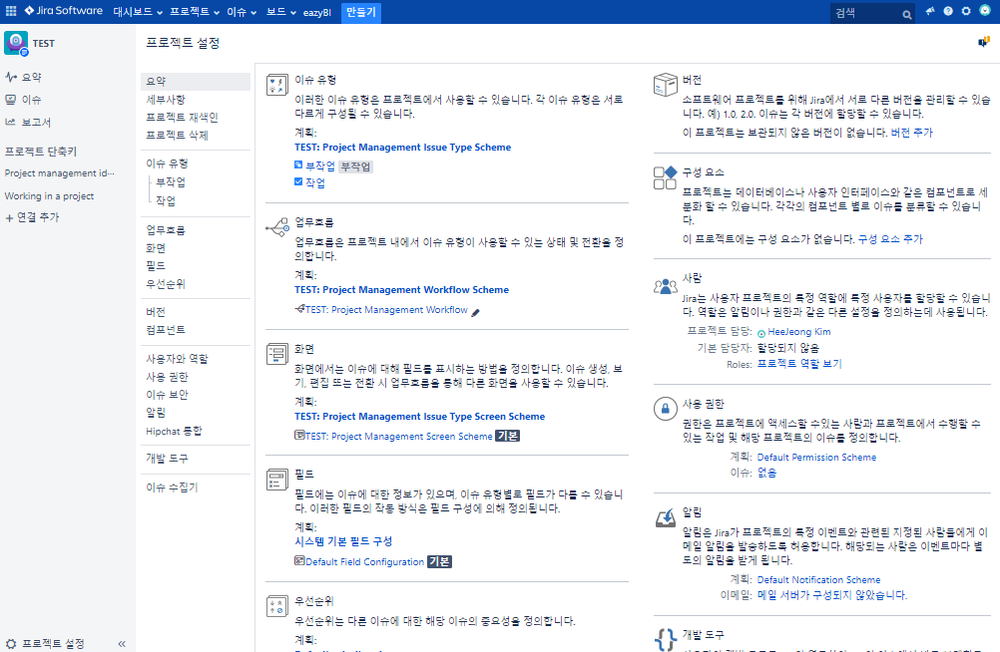 Jira Software 대시보드 프로젝트 이슈 보드 eazyBI 만들기 검색
TEST
요약
이슈
보고서
프로젝트 단축키
Project management id···
Working in a project
+ 연결 추가
프로젝트 설정 «
프로젝트 설정
요약
세부사항
프로젝트 재색인
프로젝트 삭제
이슈 유형
부작업
작업
업무흐름
화면
필드
우선순위
버전
컴포넌트
사용자와 역할
사용 권한
이슈 보안
알림
Hipchat 통합
개발 도구
이슈 수집기
이슈 유형
이러한 이슈 유형은 프로젝트에서 사용할 수 있습니다. 각 이슈 유형은 서로
다르게 구성될 수 있습니다.
계획:
TEST: Project Management Issue Type Scheme
부작업 부작업
작업
업무흐름
업무흐름은 프로젝트 내에서 이슈 유형이 사용할 수 있는 상태 및 전환을 정
의합니다.
계획:
TEST: Project Management Workflow Scheme
TEST: Project Management Workflow
화면
화면에서는 이슈에 대해 필드를 표시하는 방법을 정의합니다. 이슈 생성, 보
기, 편집 또는 전환 시 업무흐름을 통해 다른 화면을 사용할 수 있습니다.
계획:
TEST: Project Management Issue Type Screen Scheme
TEST: Project Management Screen Scheme 기본
필드
필드에는 이슈에 대한 정보가 있으며, 이슈 유형별로 필드가 다를 수 있습니
다. 이러한 필드의 작동 방식은 필드 구성에 의해 정의됩니다.
계획:
시스템 기본 필드 구성
Default Field Configuration 기본
우선순위
우선순위는 다른 이슈에 대한 해당 이슈의 중요성을 정의합니다.
계획:
버전
소프트웨어 프로젝트를 위해 Jira에서 서로 다른 버전을 관리할 수 있습
니다. 예) 1.0, 2.0. 이슈는 각 버전에 할당할 수 있습니다.
이 프로젝트는 보관되지 않은 버전이 없습니다. 버전 추가
구성 요소
프로젝트는 데이터베이스나 사용자 인터페이스와 같은 컴포넌트로 세
분화 할 수 있습니다. 각각의 컴포넌트 별로 이슈를 분류할 수 있습니
다.
이 프로젝트에는 구성 요소가 없습니다. 구성 요소 추가
사람
Jira는 사용자 프로젝트의 특정 역할에 특정 사용자를 할당할 수 있습니
다. 역할은 알림이나 권한과 같은 다른 설정을 정의하는데 사용됩니다.
프로젝트 담당: HeeJeong Kim
기본 담당자: 할당되지 않음
Roles: 프로젝트 역할 보기
사용 권한
권한은 프로젝트에 액세스할 수있는 사람과 프로젝트에서 수행할 수
있는 작업 및 해당 프로젝트의 이슈를 정의합니다.
계획: Default Permission Scheme
이슈: 없음
알림
알림은 Jira가 프로젝트의 특정 이벤트와 관련된 지정된 사람들에게 이
메일 알림을 발송하도록 허용합니다. 해당되는 사람은 이벤트마다 별
도의 알림을 받게 됩니다.
계획: Default Notification Scheme
이메일: 메일 서버가 구성되지 않았습니다.
개발 도구